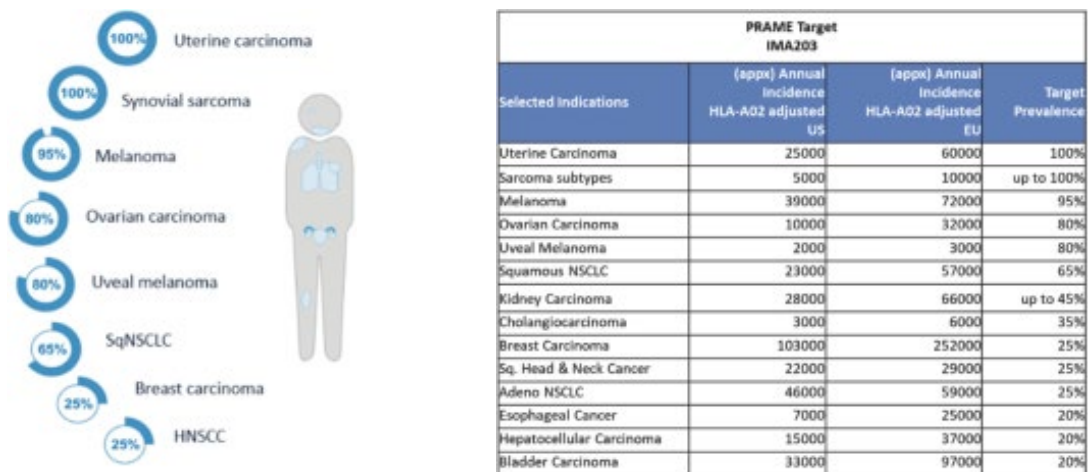 100% Uterine carcinoma
100% Synovial sarcoma
95% Melanoma
80% Ovarian carcinoma
80% Uveal melanoma
65% SqNSCLC
25% Breast carcinoma
25% HNSCC
PRAME Target
IMA203
Selected Indications
(appx) Annual
Incidence
HLA-A02 adjusted
US
(appx) Annual
Incidence
HLA-A02 adjusted
EU
Target
Prevalence
Uterine Carcinoma 25000 60000 100%
Sarcoma subtypes 5000 10000 up to 100%
Melanoma 39000 72000 95%
Ovarian Carcinoma 10000 32000 80%
Uveal Melanoma 2000 3000 80%
Squamous NSCLC 23000 57000 65%
Kidney Carcinoma 28000 66000 up to 45%
Cholangiocarcinoma 3000 6000 35%
Breast Carcinoma 103000 252000 25%
Sq. Head & Neck Cancer 22000 29000 25%
Adeno NSCLC 46000 59000 25%
Esophageal Cancer 7000 25000 20%
Hepatocellular Carcinoma 15000 37000 20%
Bladder Carcinoma 33000 97000 20%